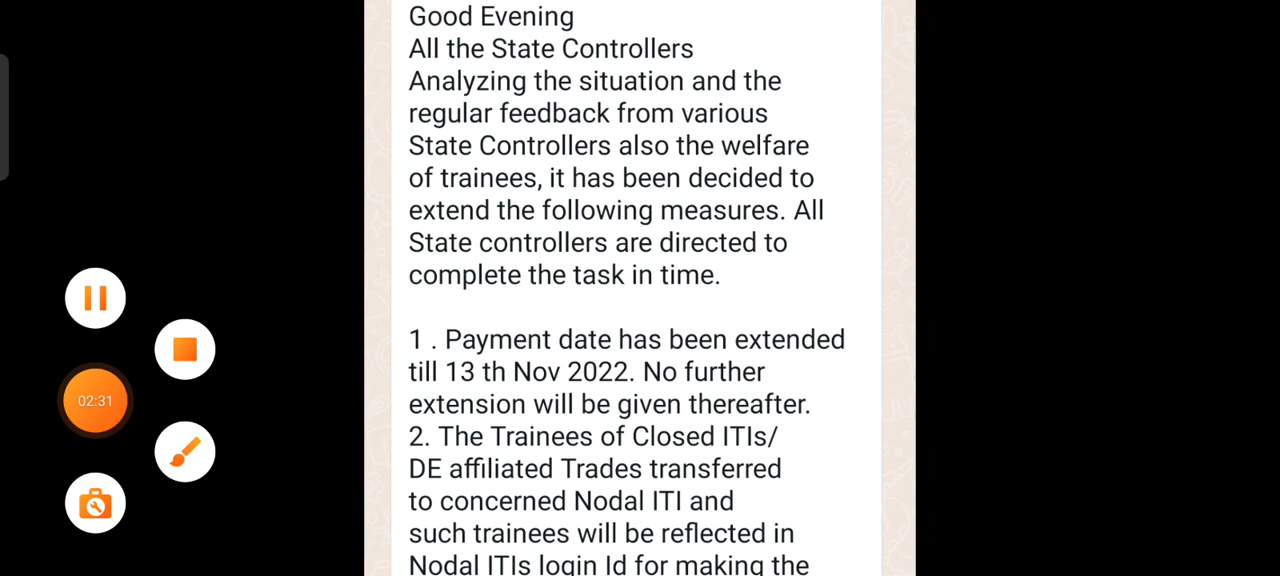 Good Evening
All the State Controllers
Analyzing the situation and the
regular feedback from various
State Controllers also the welfare
of trainees, it has been decided to
extend the following measures. All
State controllers are directed to
complete the task in time.
1 . Payment date has been extended
till 13 th Nov 2022. No further
extension will be given thereafter.
2. The Trainees of Closed ITIs/
DE affiliated Trades transferred
to concerned Nodal ITI and
such trainees will be reflected in
Nodal ITIs login Id for making the
02:31